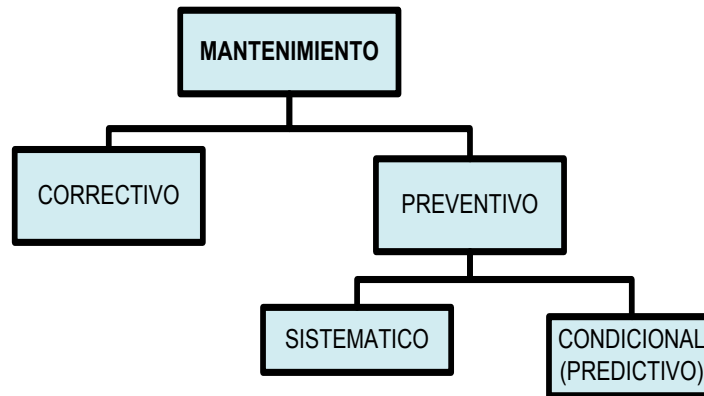 MANTENIMIENTO
CORRECTIVO
PREVENTIVO
SISTEMATICO
CONDICIONAL
(PREDICTIVO)